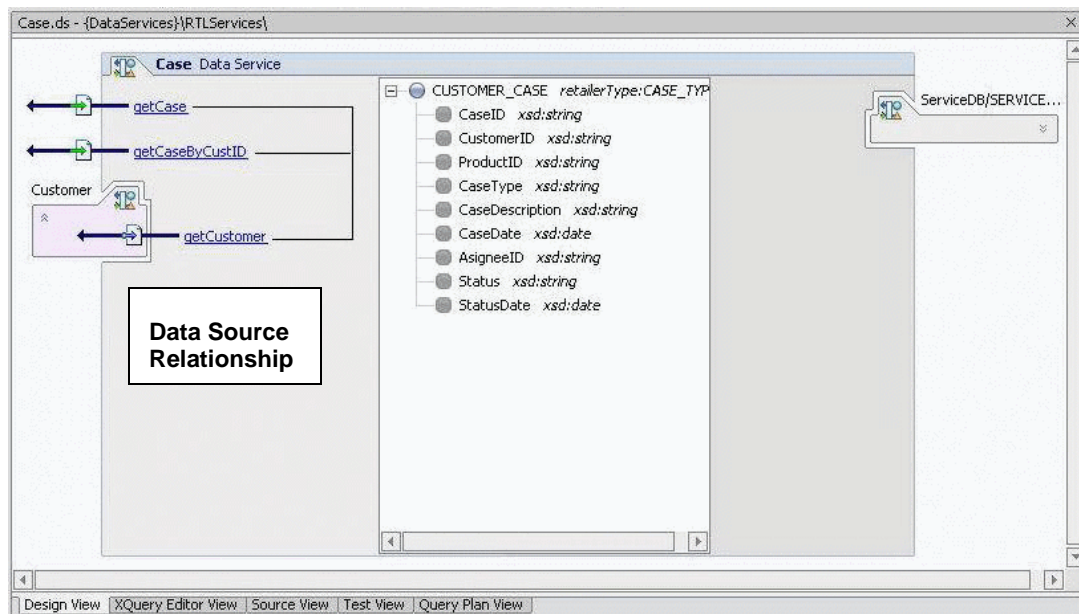 Case.ds - {DataServices}\RTLServices\
Case Data Service
getCase
getCaseByCustID
Customer
getCustomer
Data Source
Relationship
CUSTOMER_CASE retailerType:CASE_TYP
CaseID xsd:string
CustomerID xsd:string
ProductID xsd:string
CaseType xsd:string
CaseDescription xsd:string
CaseDate xsd:date
AsigneeID xsd:string
Status xsd:string
StatusDate xsd:date
ServiceDB/SERVICE...
Design View XQuery Editor View Source View Test View Query Plan View